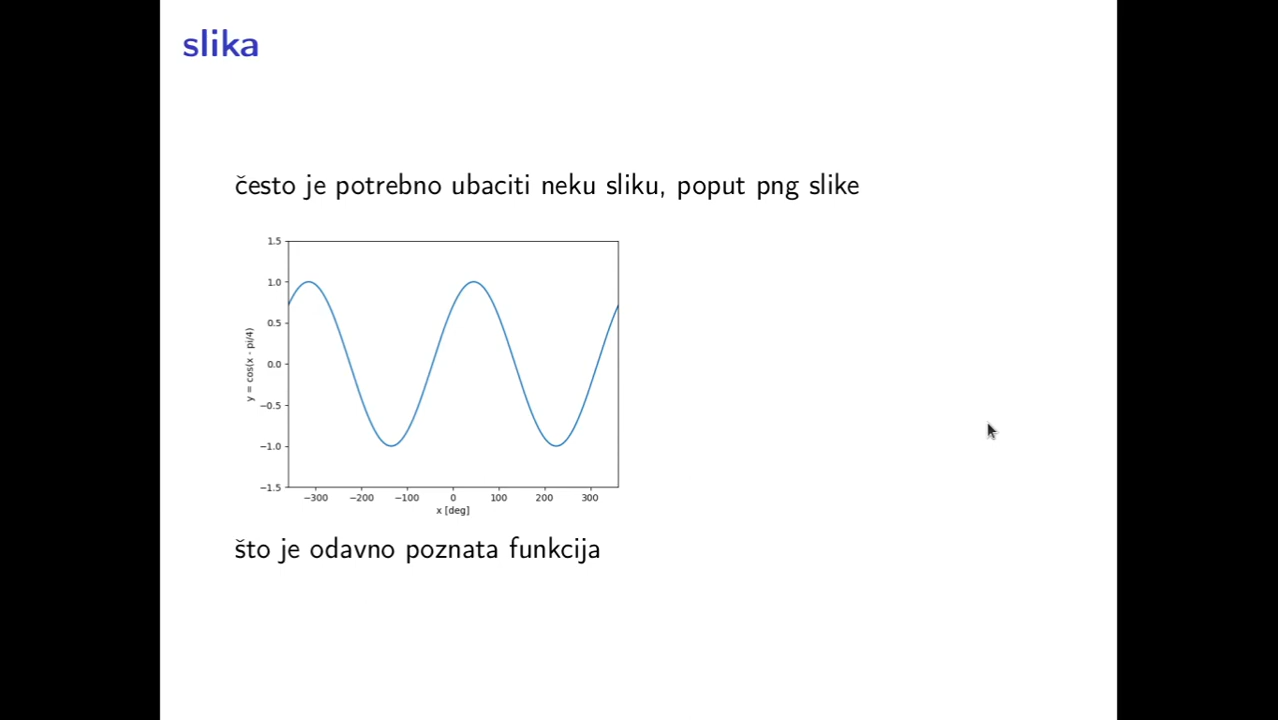 slika
često je potrebno ubaciti neku sliku, poput png slike
1.5
1.0
0.5
0.0
−0.5
−1.0
−1.5
y = cos(x - pi/4)
−300 −200 −100 0 100 200 300
x [deg]
što je odavno poznata funkcija